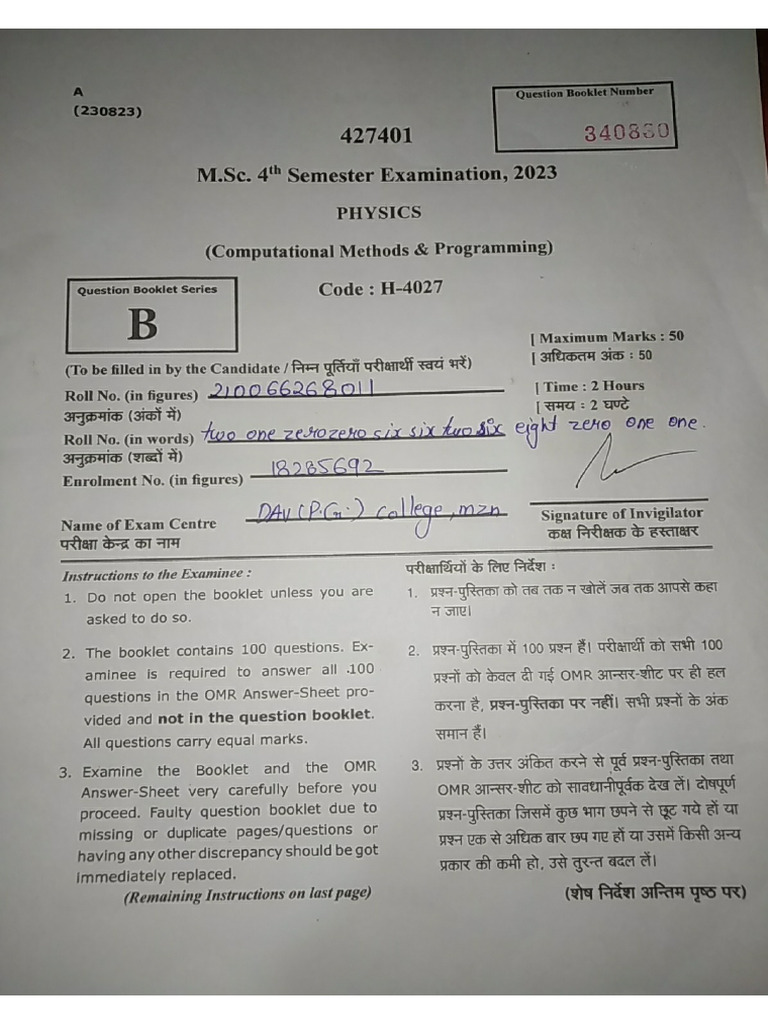 A
(230823)
Question Booklet Number
340830
427401
M.Sc. 4th Semester Examination, 2023
PHYSICS
(Computational Methods & Programming)
Code : H-4027
Question Booklet Series
B
[ Maximum Marks : 50
[ अधिकतम अंक : 50
(To be filled in by the Candidate / निम्न पूर्तियाँ परीक्षार्थी स्वयं भरें)
Roll No. (in figures) 210066268011
[ Time : 2 Hours
अनुक्रमांक (अंकों में)
[ समय : 2 घण्टे
Roll No. (in words) two one zero zero six six two six eight zero one one.
अनुक्रमांक (शब्दों में)
Enrolment No. (in figures) 18285692
Name of Exam Centre DAV (P.G.) College, mzn
परीक्षा केन्द्र का नाम
Signature of Invigilator
कक्ष निरीक्षक के हस्ताक्षर
Instructions to the Examinee :
1. Do not open the booklet unless you are
asked to do so.
2. The booklet contains 100 questions. Ex-
aminee is required to answer all 100
questions in the OMR Answer-Sheet pro-
vided and not in the question booklet.
All questions carry equal marks.
3. Examine the Booklet and the OMR
Answer-Sheet very carefully before you
proceed. Faulty question booklet due to
missing or duplicate pages/questions or
having any other discrepancy should be got
immediately replaced.
(Remaining Instructions on last page)
परीक्षार्थियों के लिए निर्देश :
1. प्रश्न-पुस्तिका को तब तक न खोलें जब तक आपसे कहा
न जाए।
2. प्रश्न-पुस्तिका में 100 प्रश्न हैं। परीक्षार्थी को सभी 100
प्रश्नों को केवल दी गई OMR आन्सर-शीट पर ही हल
करना है, प्रश्न-पुस्तिका पर नहीं। सभी प्रश्नों के अंक
समान हैं।
3. प्रश्नों के उत्तर अंकित करने से पूर्व प्रश्न-पुस्तिका तथा
OMR आन्सर-शीट को सावधानीपूर्वक देख लें। दोषपूर्ण
प्रश्न-पुस्तिका जिसमें कुछ भाग छपने से छूट गये हों या
प्रश्न एक से अधिक बार छप गए हों या उसमें किसी अन्य
प्रकार की कमी हो, उसे तुरन्त बदल लें।
(शेष निर्देश अन्तिम पृष्ठ पर)